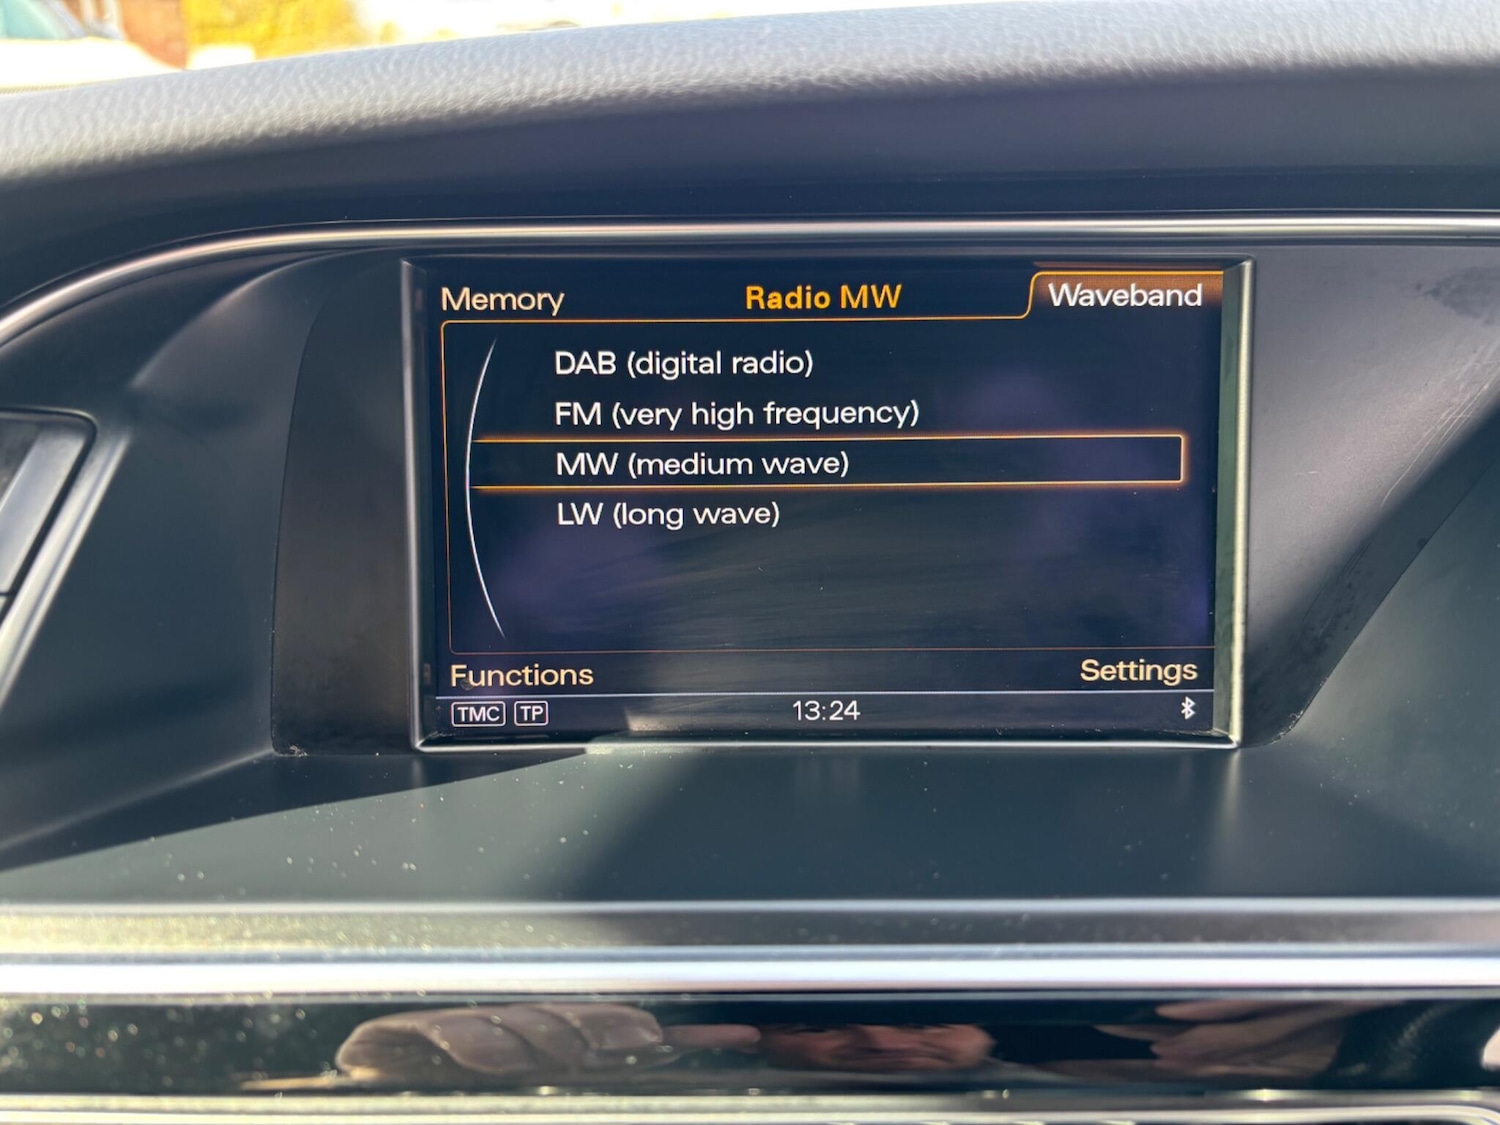 Memory Radio MW Waveband
DAB (digital radio)
FM (very high frequency)
MW (medium wave)
LW (long wave)
Functions Settings
TMC TP 13:24